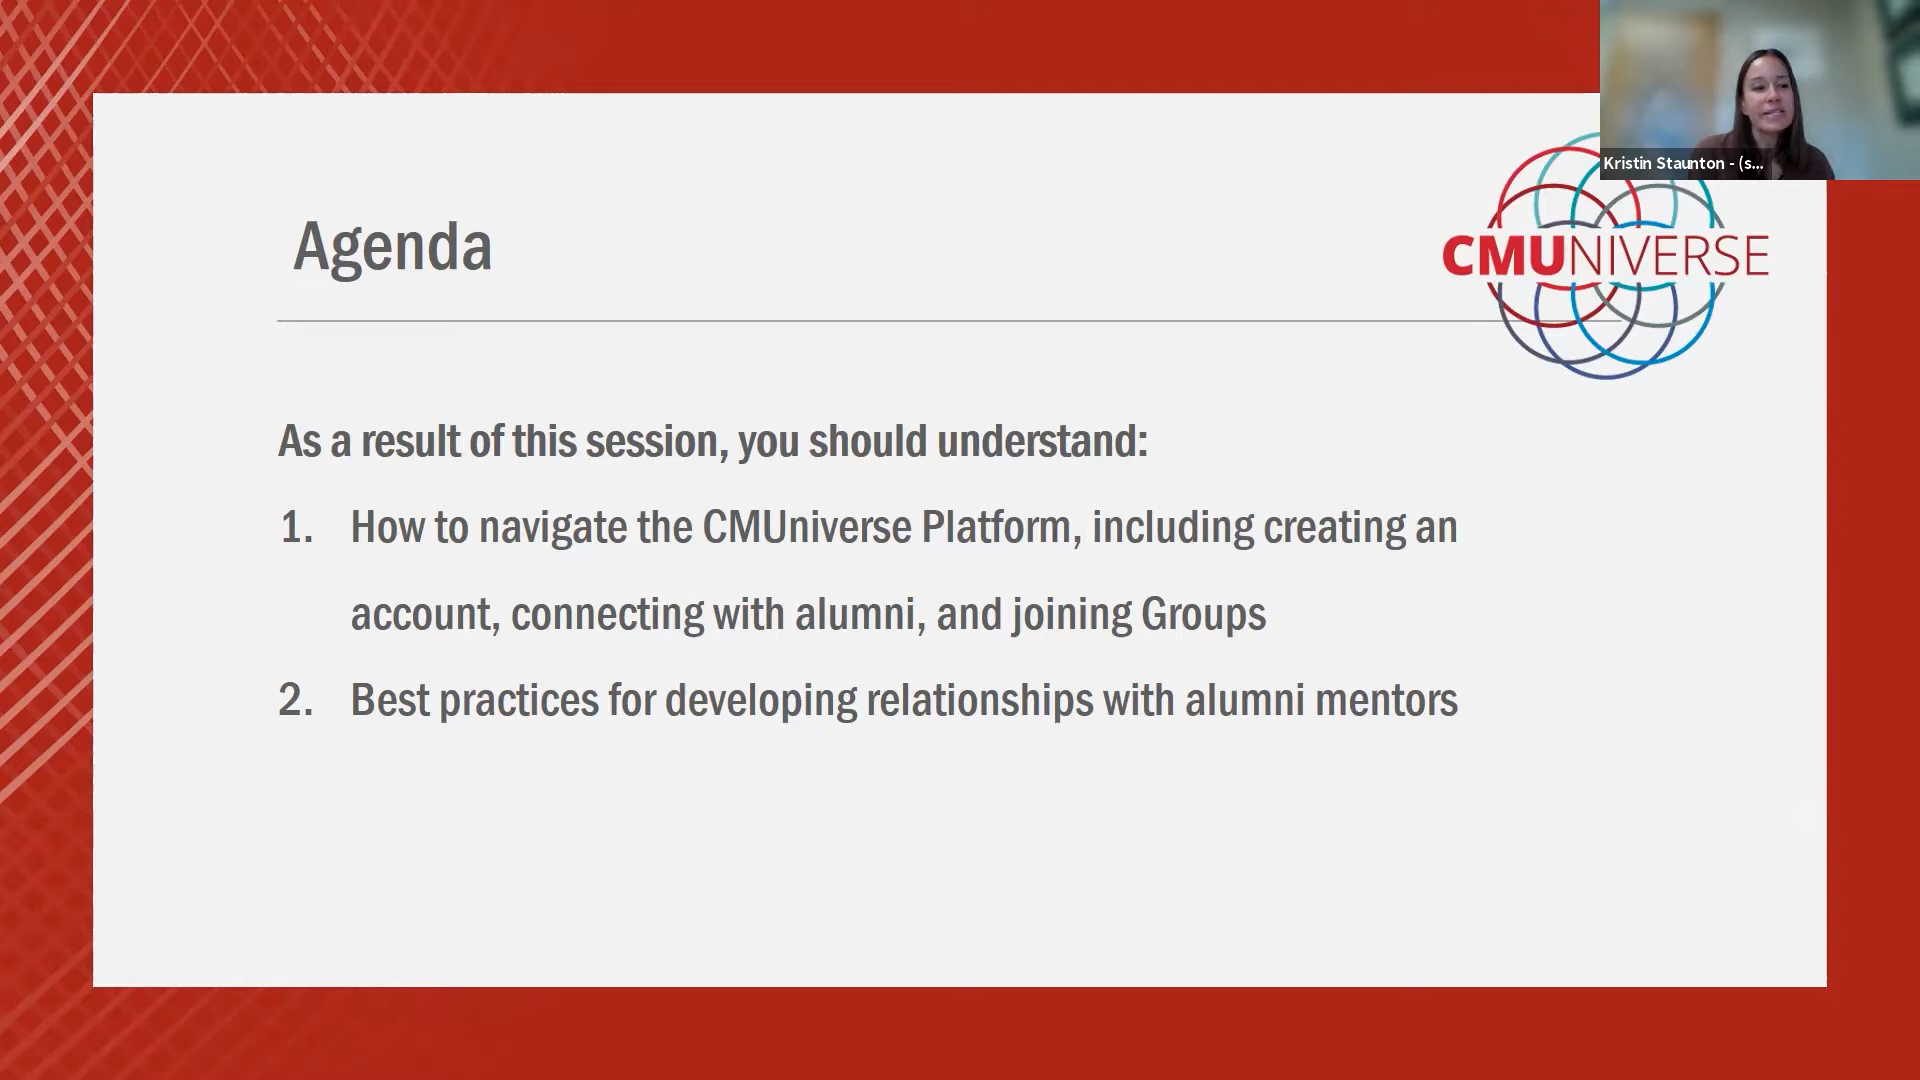 Kristin Staunton - (s...
CMUNIVERSE
Agenda
As a result of this session, you should understand:
1. How to navigate the CMUniverse Platform, including creating an
account, connecting with alumni, and joining Groups
2. Best practices for developing relationships with alumni mentors